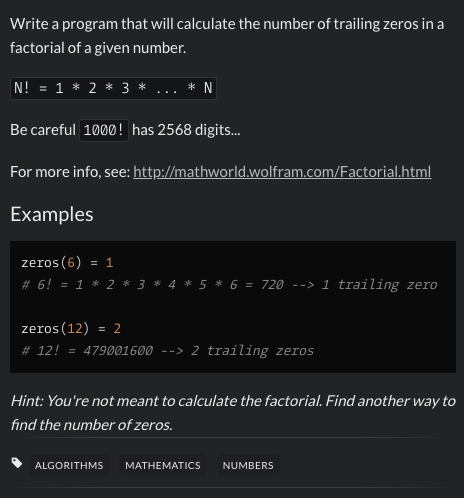 Write a program that will calculate the number of trailing zeros in a
factorial of a given number.
N! = 1 * 2 * 3 * ... * N
Be careful 1000! has 2568 digits...
For more info, see: http://mathworld.wolfram.com/Factorial.html
Examples
zeros(6) = 1
# 6! = 1 * 2 * 3 * 4 * 5 * 6 = 720 --> 1 trailing zero
zeros(12) = 2
# 12! = 479001600 --> 2 trailing zeros
Hint: You're not meant to calculate the factorial. Find another way to
find the number of zeros.
ALGORITHMS MATHEMATICS NUMBERS